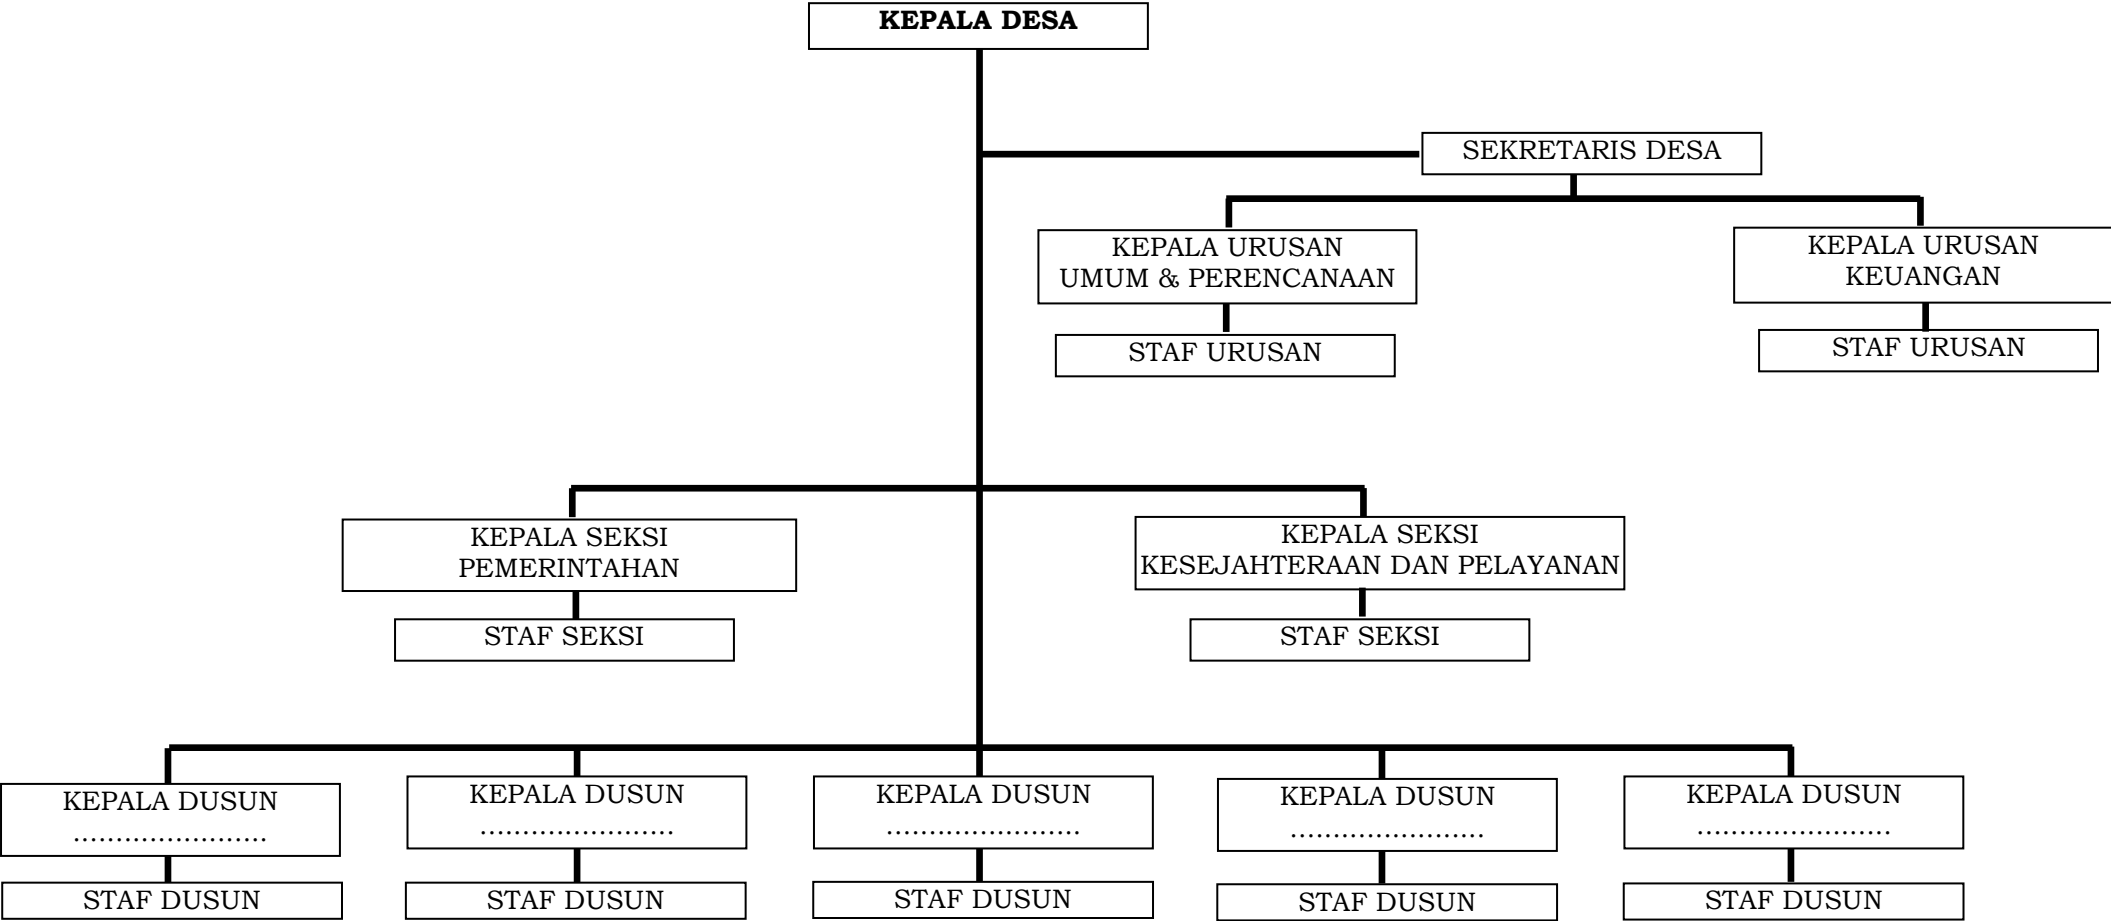 KEPALA DESA
SEKRETARIS DESA
KEPALA URUSAN
UMUM & PERENCANAAN
KEPALA URUSAN
KEUANGAN
STAF URUSAN
STAF URUSAN
KEPALA SEKSI
PEMERINTAHAN
KEPALA SEKSI
KESEJAHTERAAN DAN PELAYANAN
STAF SEKSI
STAF SEKSI
KEPALA DUSUN
.......................
KEPALA DUSUN
.......................
KEPALA DUSUN
.......................
KEPALA DUSUN
.......................
KEPALA DUSUN
.......................
STAF DUSUN
STAF DUSUN
STAF DUSUN
STAF DUSUN
STAF DUSUN